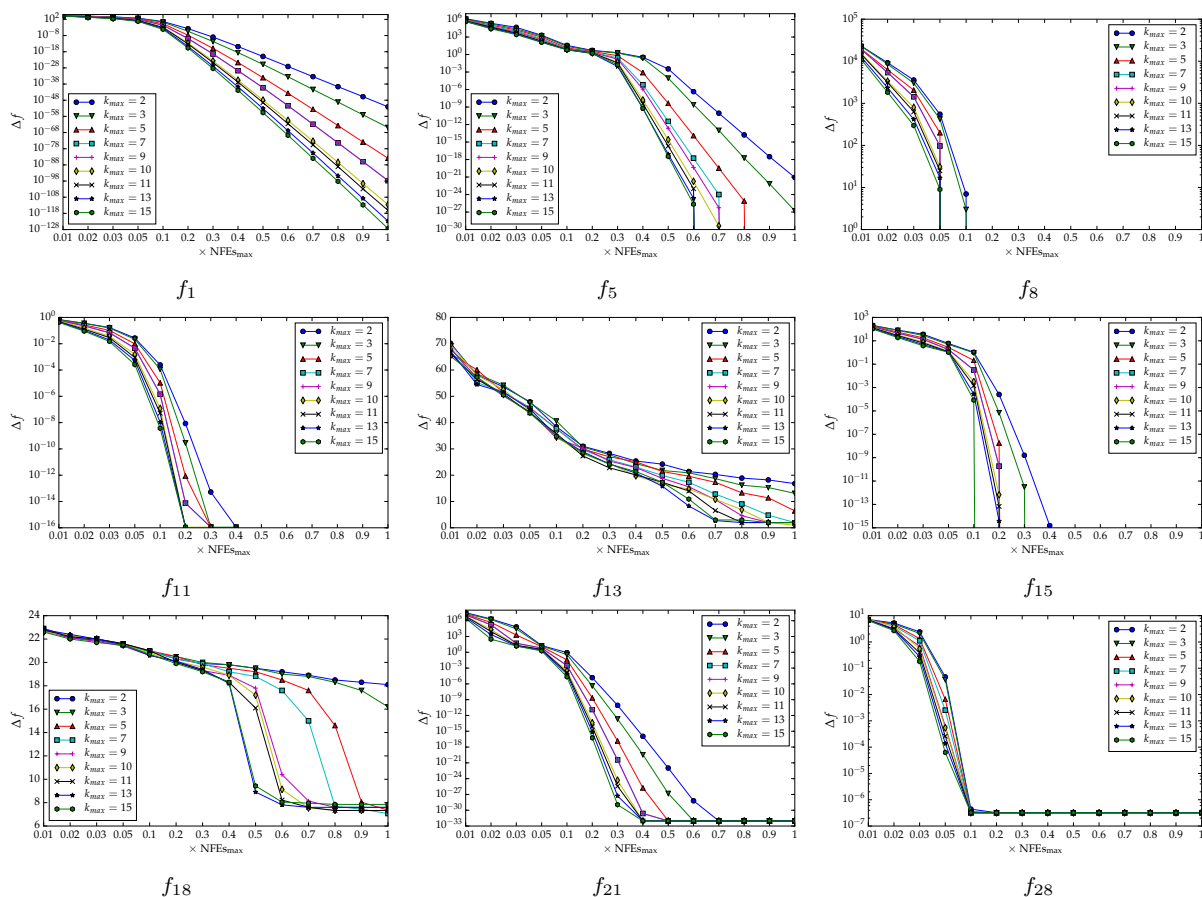 10^2
10^-8
10^-18
10^-28
10^-38
10^-48
10^-58
10^-68
10^-78
10^-88
10^-98
10^-108
10^-118
10^-128
Δf
k_max = 2
k_max = 3
k_max = 5
k_max = 7
k_max = 9
k_max = 10
k_max = 11
k_max = 13
k_max = 15
0.01 0.02 0.03 0.05 0.1 0.2 0.3 0.4 0.5 0.6 0.7 0.8 0.9 1
× NFEs_max
f_1
10^6
10^3
10^0
10^-3
10^-6
10^-9
10^-12
10^-15
10^-18
10^-21
10^-24
10^-27
10^-30
Δf
k_max = 2
k_max = 3
k_max = 5
k_max = 7
k_max = 9
k_max = 10
k_max = 11
k_max = 13
k_max = 15
0.01 0.02 0.03 0.05 0.1 0.2 0.3 0.4 0.5 0.6 0.7 0.8 0.9 1
× NFEs_max
f_5
10^5
10^4
10^3
10^2
10^1
10^0
Δf
k_max = 2
k_max = 3
k_max = 5
k_max = 7
k_max = 9
k_max = 10
k_max = 11
k_max = 13
k_max = 15
0.01 0.02 0.03 0.05 0.1 0.2 0.3 0.4 0.5 0.6 0.7 0.8 0.9 1
× NFEs_max
f_8
10^0
10^-2
10^-4
10^-6
10^-8
10^-10
10^-12
10^-14
10^-16
Δf
k_max = 2
k_max = 3
k_max = 5
k_max = 7
k_max = 9
k_max = 10
k_max = 11
k_max = 13
k_max = 15
0.01 0.02 0.03 0.05 0.1 0.2 0.3 0.4 0.5 0.6 0.7 0.8 0.9 1
× NFEs_max
f_11
80
70
60
50
40
30
20
10
0
Δf
k_max = 2
k_max = 3
k_max = 5
k_max = 7
k_max = 9
k_max = 10
k_max = 11
k_max = 13
k_max = 15
0.01 0.02 0.03 0.05 0.1 0.2 0.3 0.4 0.5 0.6 0.7 0.8 0.9 1
× NFEs_max
f_13
10^3
10^1
10^-1
10^-3
10^-5
10^-7
10^-9
10^-11
10^-13
10^-15
Δf
k_max = 2
k_max = 3
k_max = 5
k_max = 7
k_max = 9
k_max = 10
k_max = 11
k_max = 13
k_max = 15
0.01 0.02 0.03 0.05 0.1 0.2 0.3 0.4 0.5 0.6 0.7 0.8 0.9 1
× NFEs_max
f_15
24
22
20
18
16
14
12
10
8
6
Δf
k_max = 2
k_max = 3
k_max = 5
k_max = 7
k_max = 9
k_max = 10
k_max = 11
k_max = 13
k_max = 15
0.01 0.02 0.03 0.05 0.1 0.2 0.3 0.4 0.5 0.6 0.7 0.8 0.9 1
× NFEs_max
f_18
10^6
10^3
10^0
10^-3
10^-6
10^-9
10^-12
10^-15
10^-18
10^-21
10^-24
10^-27
10^-30
10^-33
Δf
k_max = 2
k_max = 3
k_max = 5
k_max = 7
k_max = 9
k_max = 10
k_max = 11
k_max = 13
k_max = 15
0.01 0.02 0.03 0.05 0.1 0.2 0.3 0.4 0.5 0.6 0.7 0.8 0.9 1
× NFEs_max
f_21
10^1
10^0
10^-1
10^-2
10^-3
10^-4
10^-5
10^-6
10^-7
Δf
k_max = 2
k_max = 3
k_max = 5
k_max = 7
k_max = 9
k_max = 10
k_max = 11
k_max = 13
k_max = 15
0.01 0.02 0.03 0.05 0.1 0.2 0.3 0.4 0.5 0.6 0.7 0.8 0.9 1
× NFEs_max
f_28